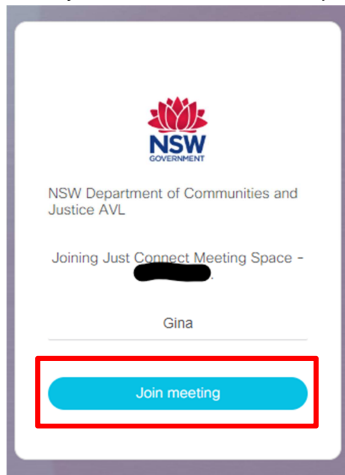 NSW
GOVERNMENT
NSW Department of Communities and
Justice AVL
Joining Just Connect Meeting Space -
Gina
Join meeting